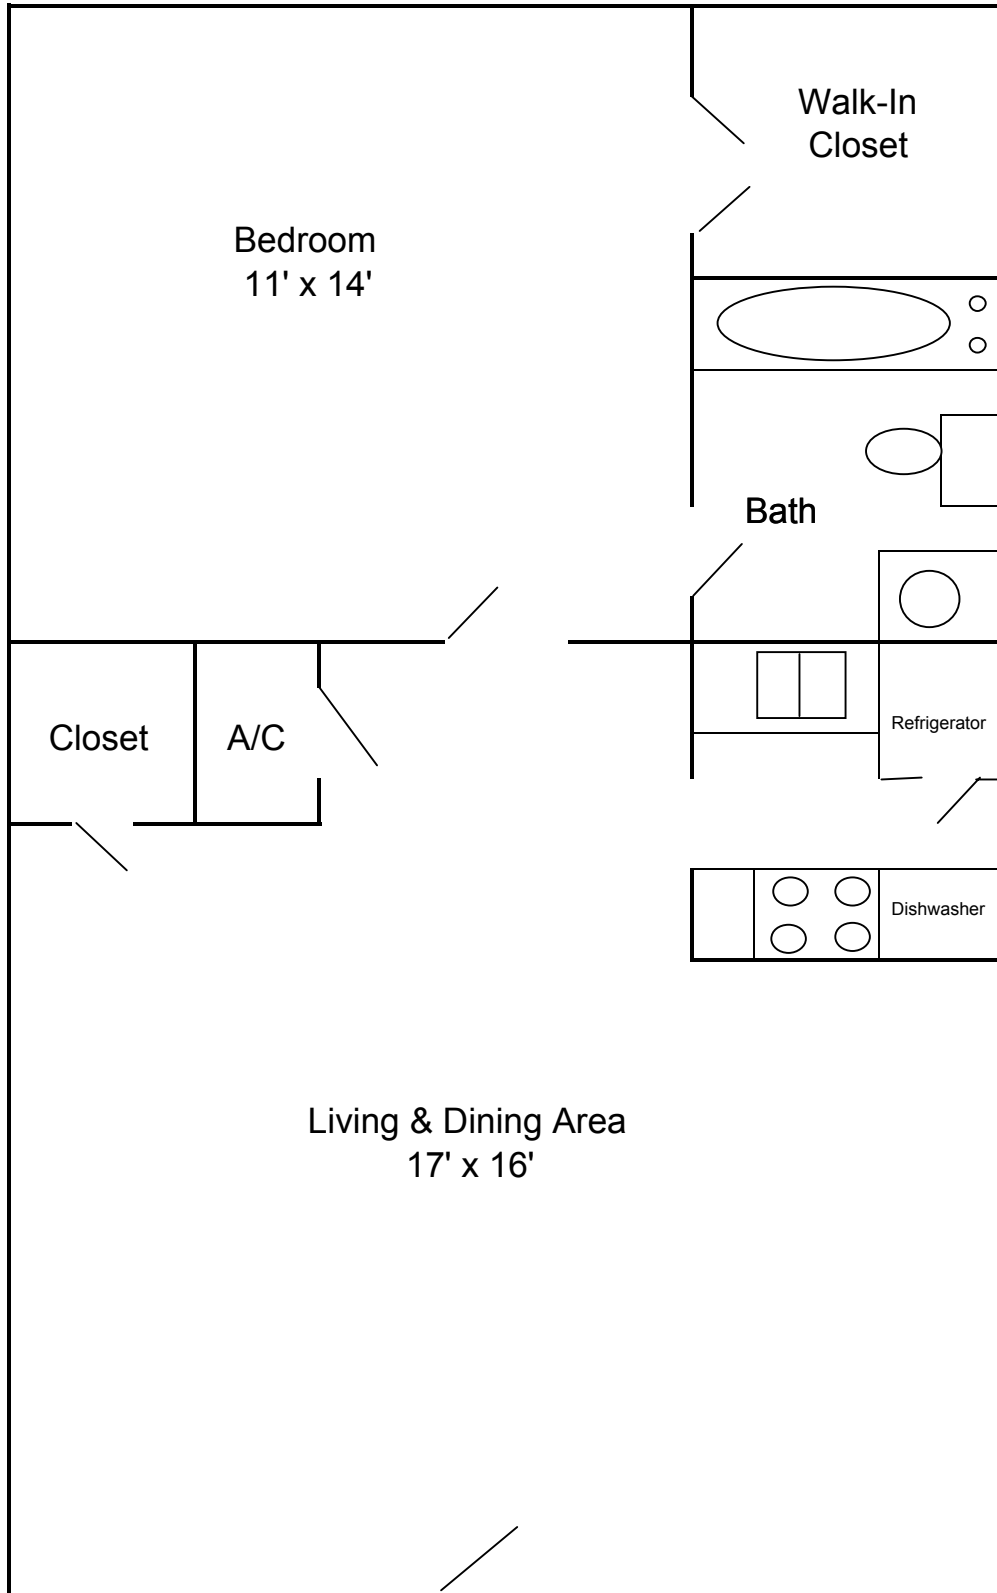 Walk-In
Closet
Bedroom
11' x 14'
Bath
Closet
A/C
Refrigerator
Dishwasher
Living & Dining Area
17' x 16'